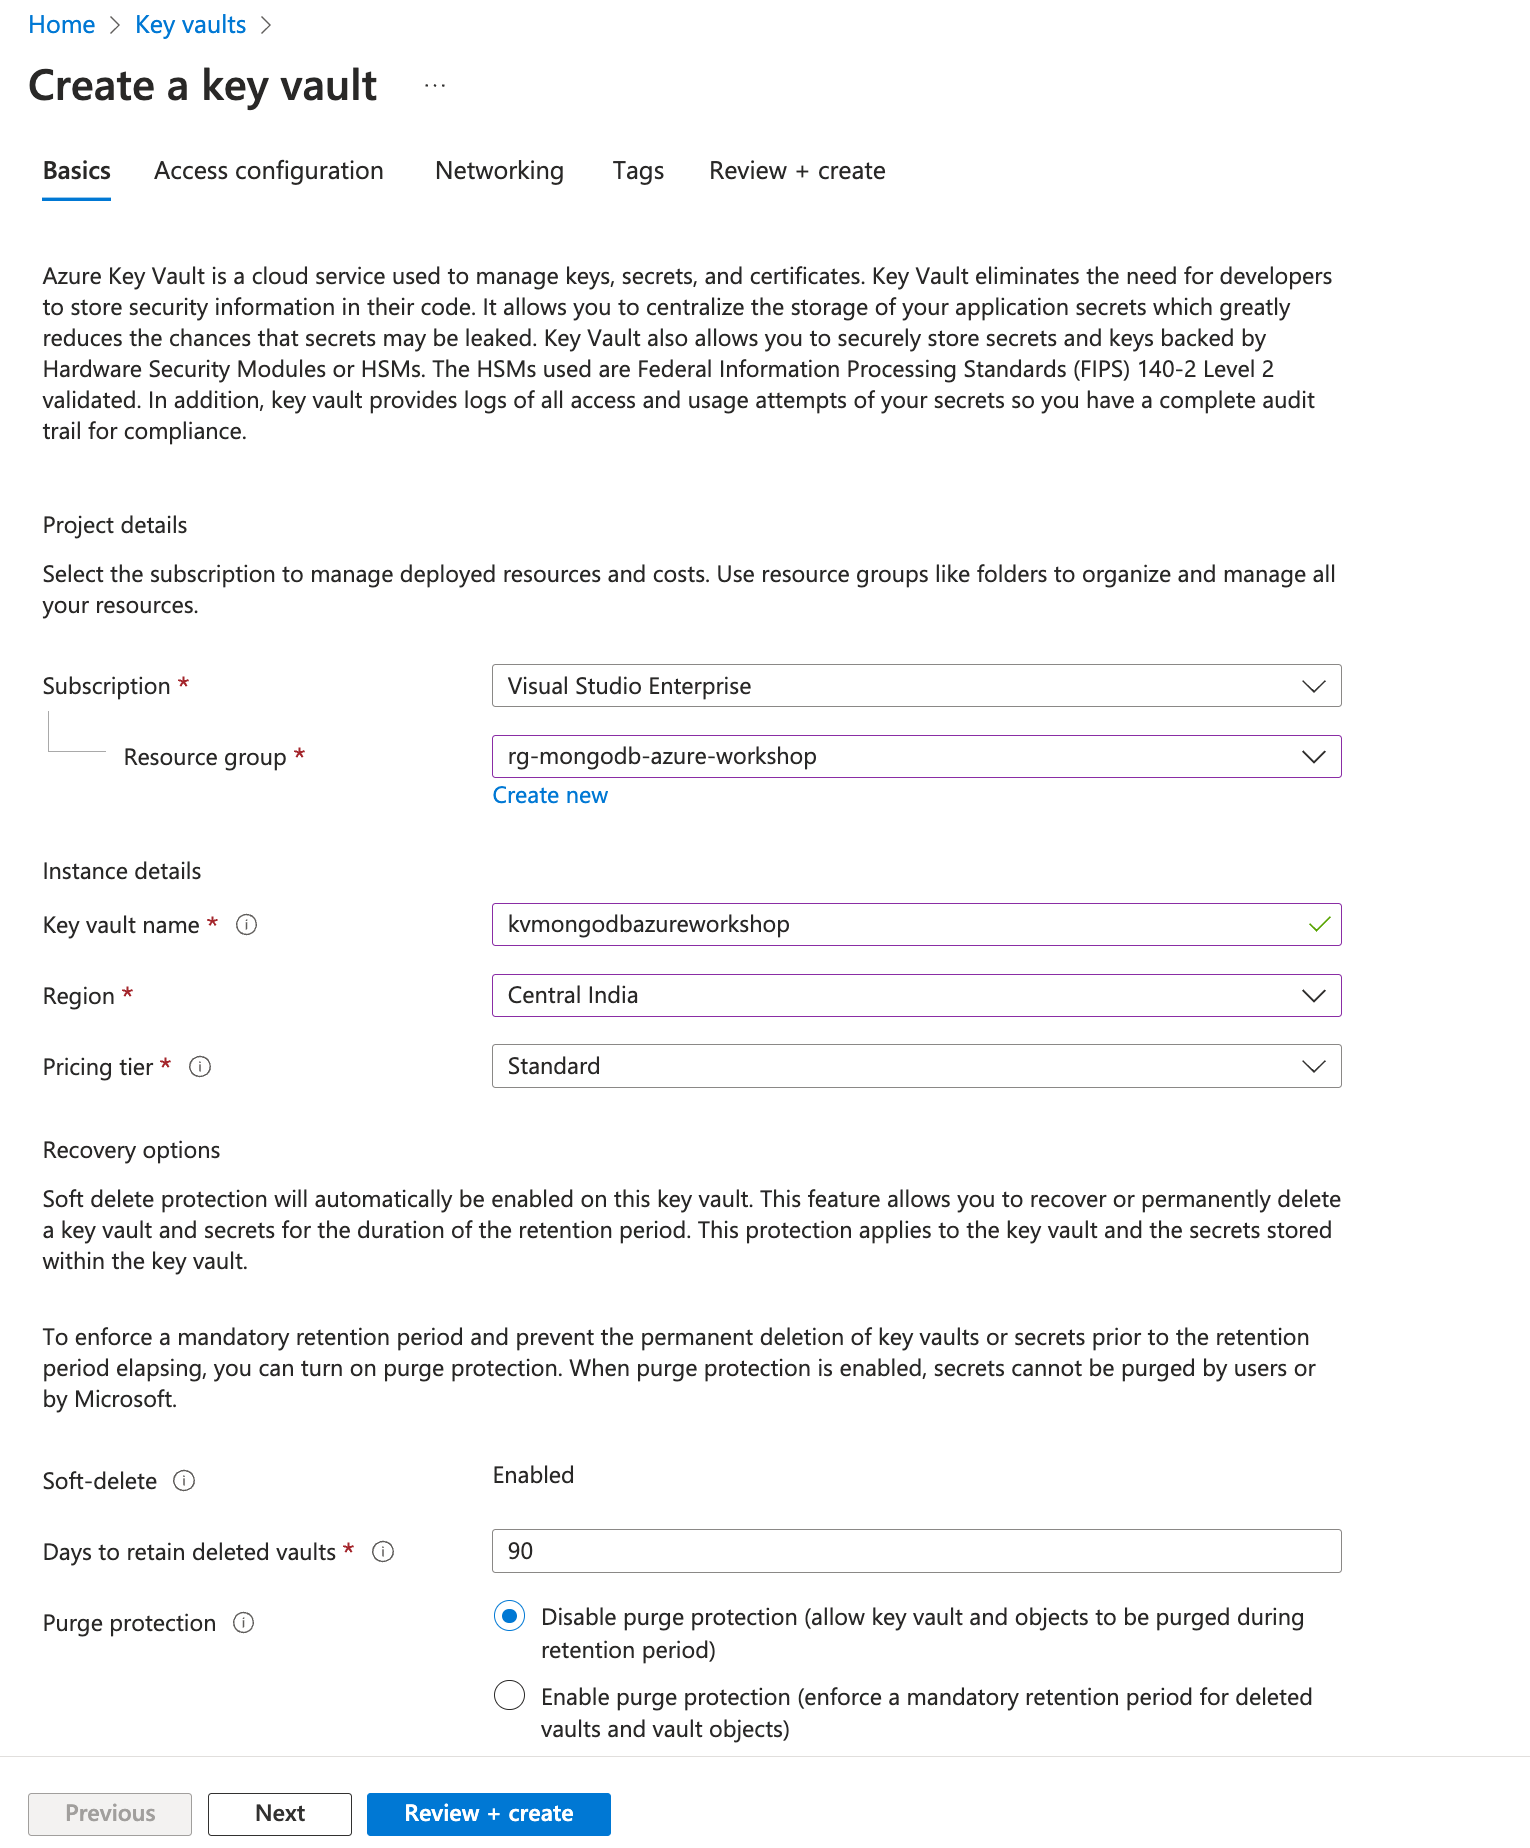 Home > Key vaults >
Create a key vault ...
Basics Access configuration Networking Tags Review + create
Azure Key Vault is a cloud service used to manage keys, secrets, and certificates. Key Vault eliminates the need for developers
to store security information in their code. It allows you to centralize the storage of your application secrets which greatly
reduces the chances that secrets may be leaked. Key Vault also allows you to securely store secrets and keys backed by
Hardware Security Modules or HSMs. The HSMs used are Federal Information Processing Standards (FIPS) 140-2 Level 2
validated. In addition, key vault provides logs of all access and usage attempts of your secrets so you have a complete audit
trail for compliance.
Project details
Select the subscription to manage deployed resources and costs. Use resource groups like folders to organize and manage all
your resources.
Subscription * Visual Studio Enterprise
Resource group * rg-mongodb-azure-workshop
Create new
Instance details
Key vault name * kvmongodbazureworkshop
Region * Central India
Pricing tier * Standard
Recovery options
Soft delete protection will automatically be enabled on this key vault. This feature allows you to recover or permanently delete
a key vault and secrets for the duration of the retention period. This protection applies to the key vault and the secrets stored
within the key vault.
To enforce a mandatory retention period and prevent the permanent deletion of key vaults or secrets prior to the retention
period elapsing, you can turn on purge protection. When purge protection is enabled, secrets cannot be purged by users or
by Microsoft.
Soft-delete Enabled
Days to retain deleted vaults * 90
Purge protection Disable purge protection (allow key vault and objects to be purged during
retention period)
Enable purge protection (enforce a mandatory retention period for deleted
vaults and vault objects)
Previous Next Review + create